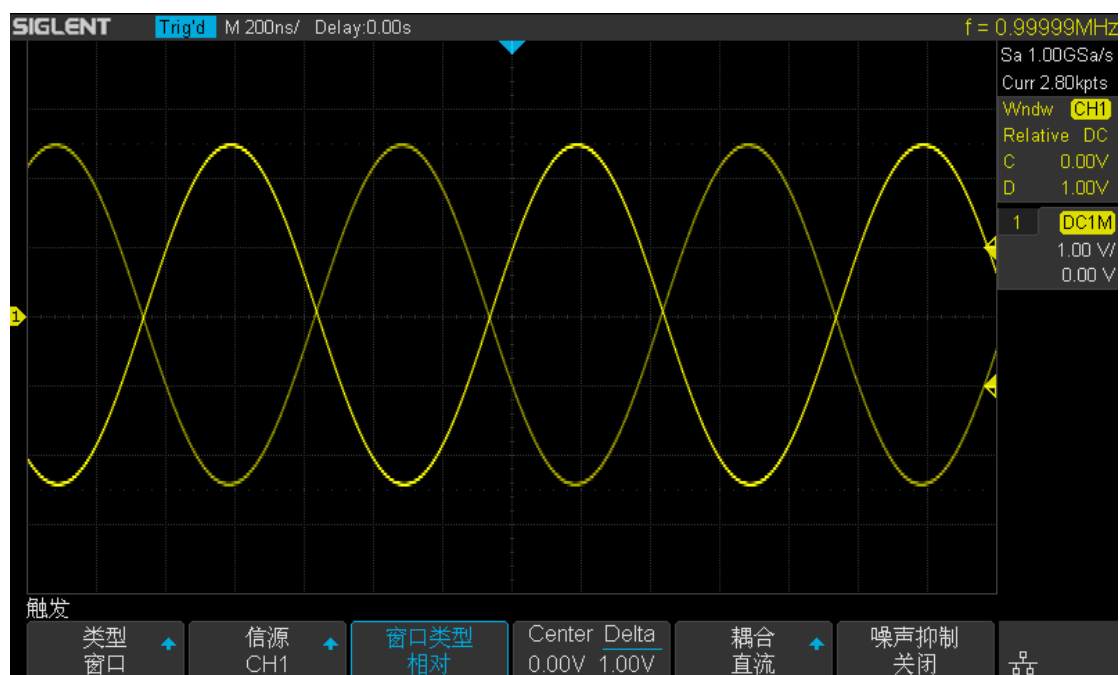 SIGLENT Trig'd M 200ns/ Delay:0.00s f = 0.99999MHz
Sa 1.00GSa/s
Curr 2.80kpts
Wndw CH1
Relative DC
C 0.00V
D 1.00V
1 DC1M
1.00 V/
0.00 V
1
触发
类型 信源 窗口类型 Center Delta 耦合 噪声抑制
窗口 CH1 相对 0.00V 1.00V 直流 关闭